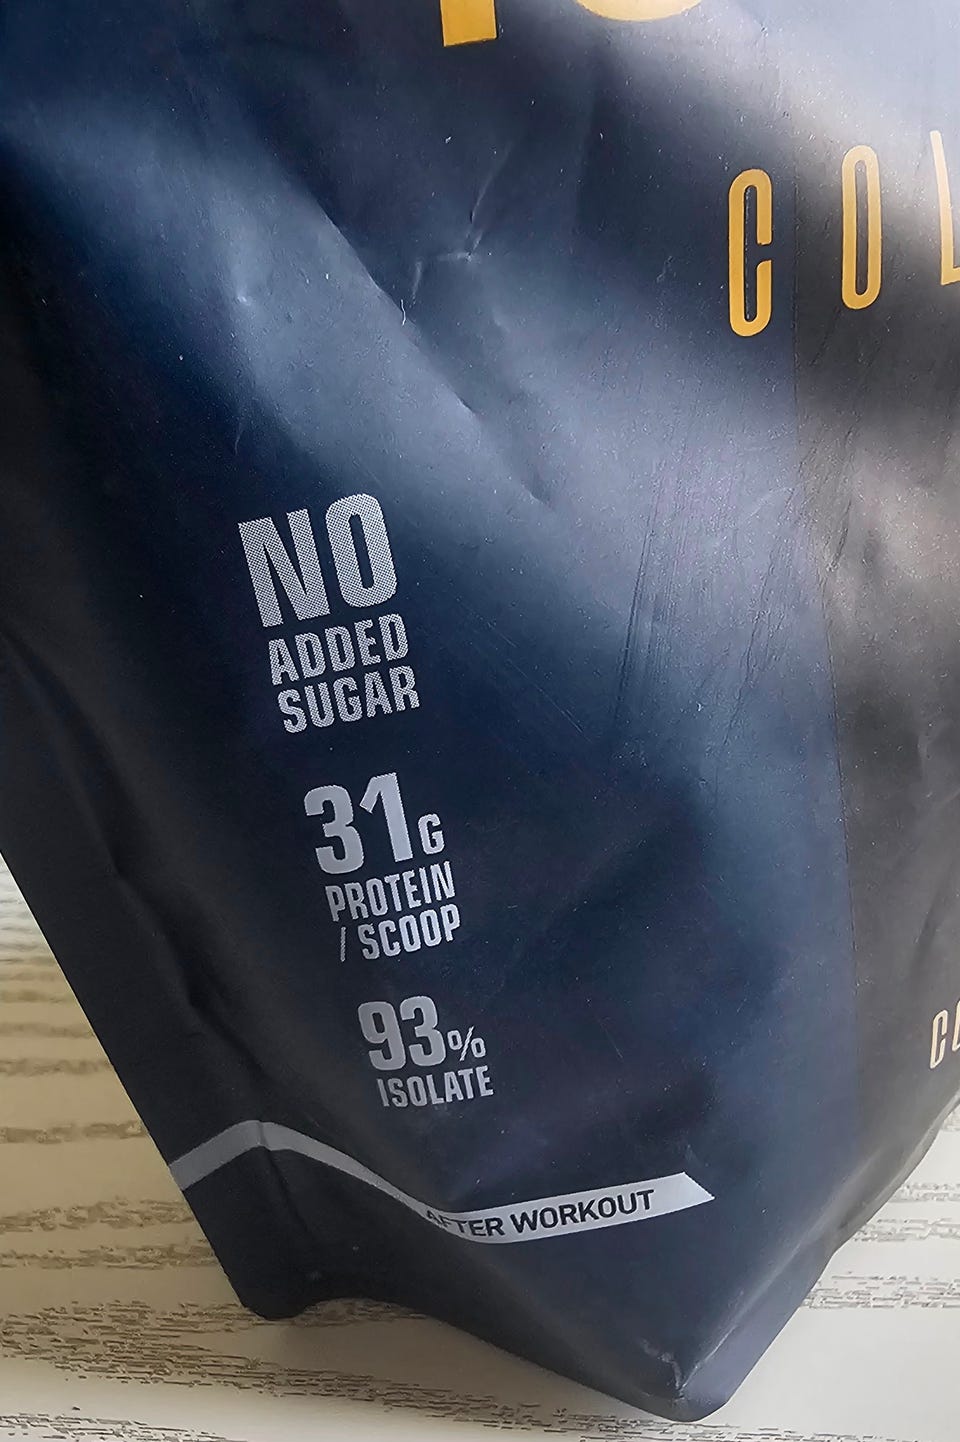 NO
ADDED
SUGAR
31G
PROTEIN
/ SCOOP
93%
ISOLATE
AFTER WORKOUT